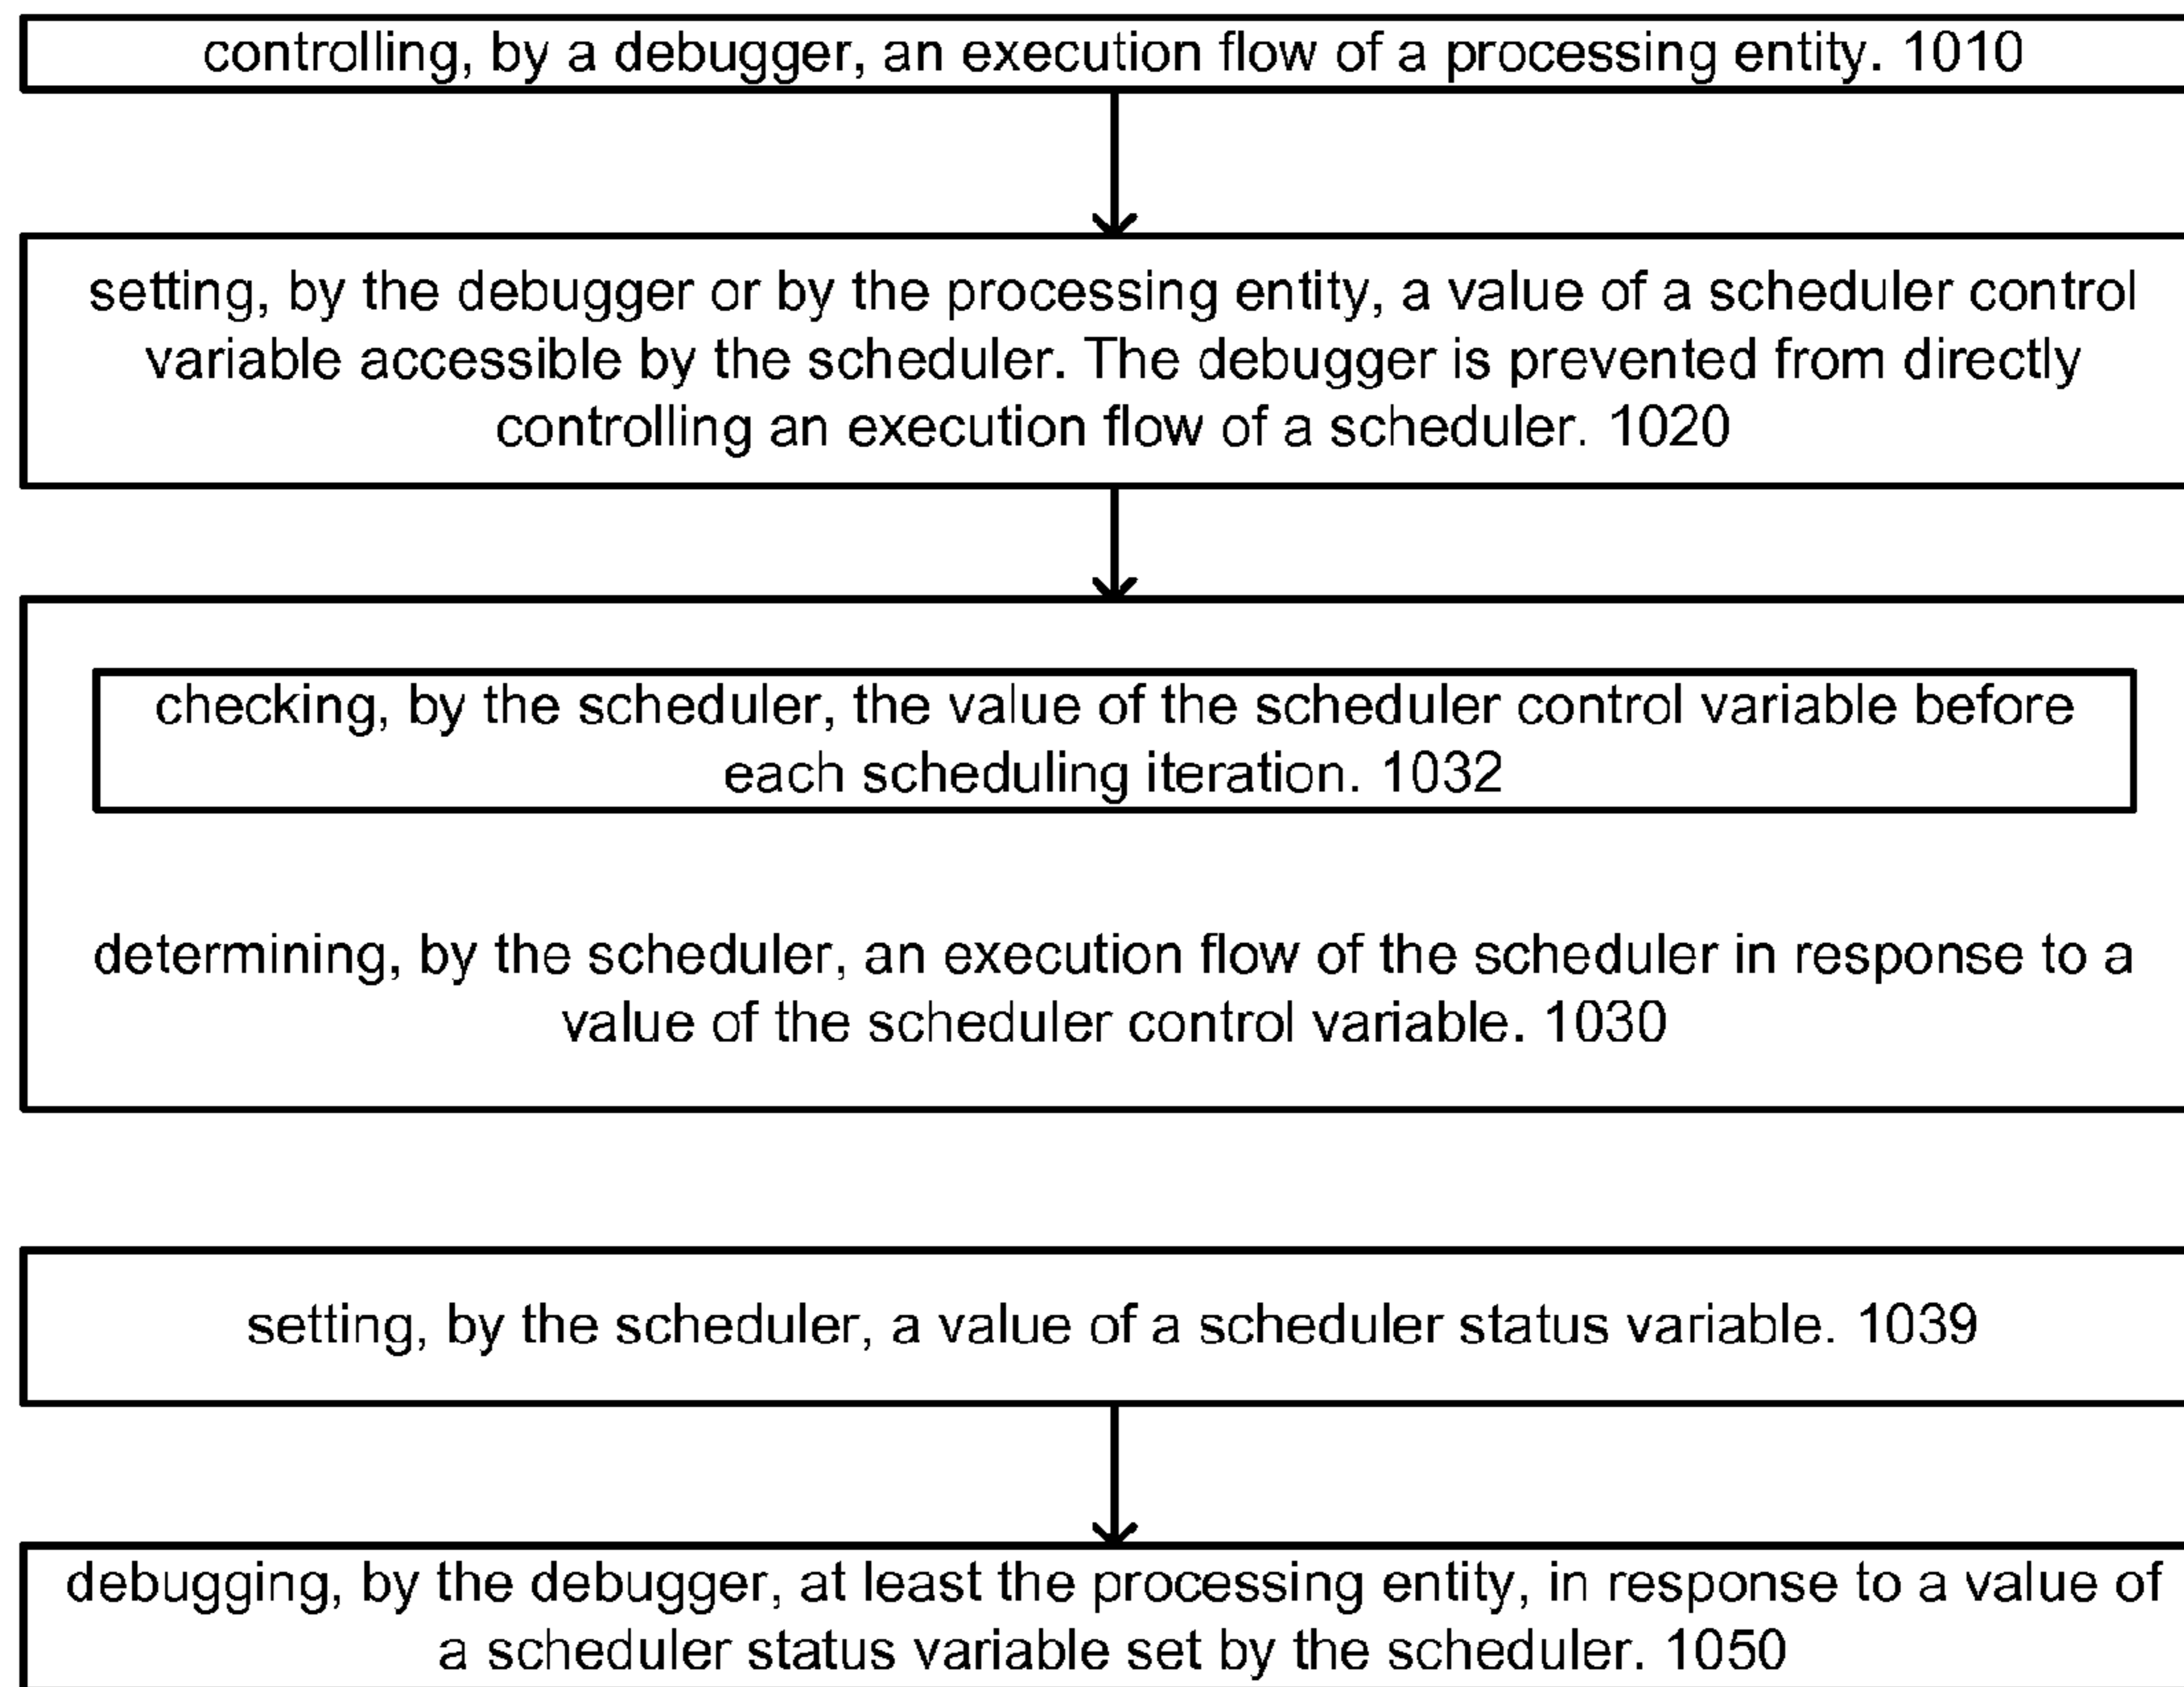 controlling, by a debugger, an execution flow of a processing entity. 1010
setting, by the debugger or by the processing entity, a value of a scheduler control
variable accessible by the scheduler. The debugger is prevented from directly
controlling an execution flow of a scheduler. 1020
checking, by the scheduler, the value of the scheduler control variable before
each scheduling iteration. 1032
determining, by the scheduler, an execution flow of the scheduler in response to a
value of the scheduler control variable. 1030
setting, by the scheduler, a value of a scheduler status variable. 1039
debugging, by the debugger, at least the processing entity, in response to a value of
a scheduler status variable set by the scheduler. 1050